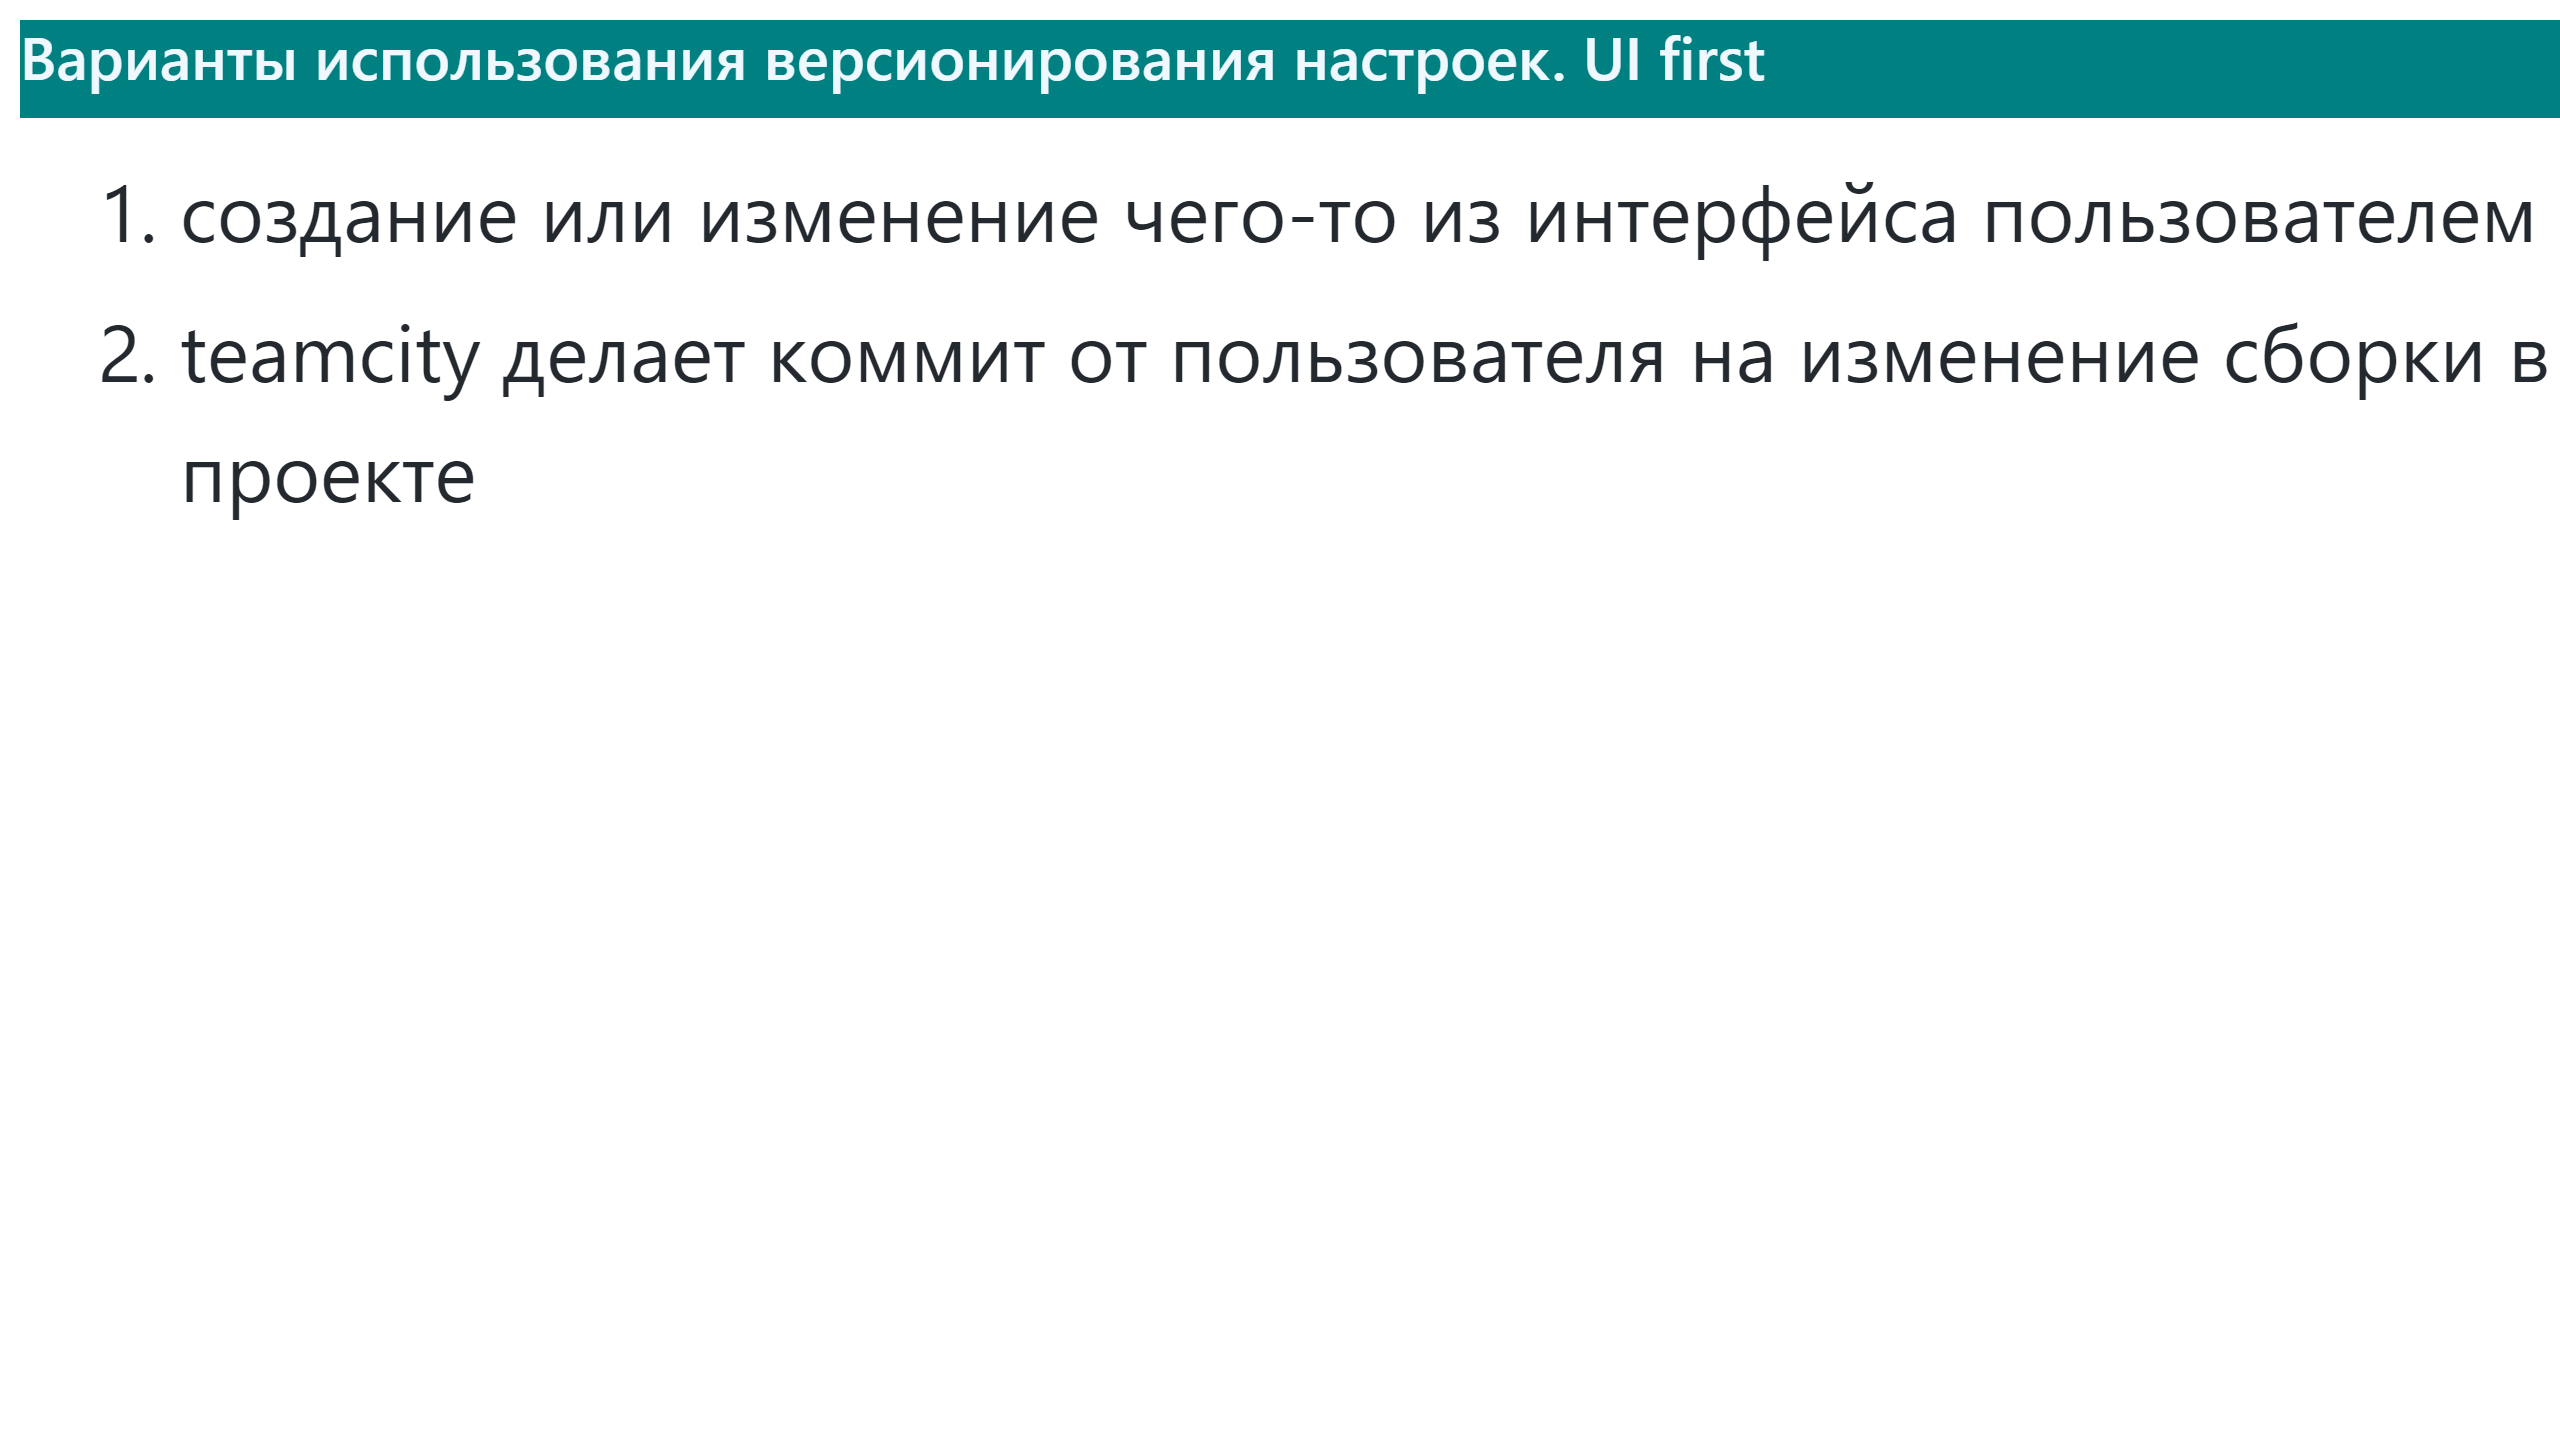 Варианты использования версионирования настроек. UI first
1. создание или изменение чего-то из интерфейса пользователем
2. teamcity делает коммит от пользователя на изменение сборки в
проекте